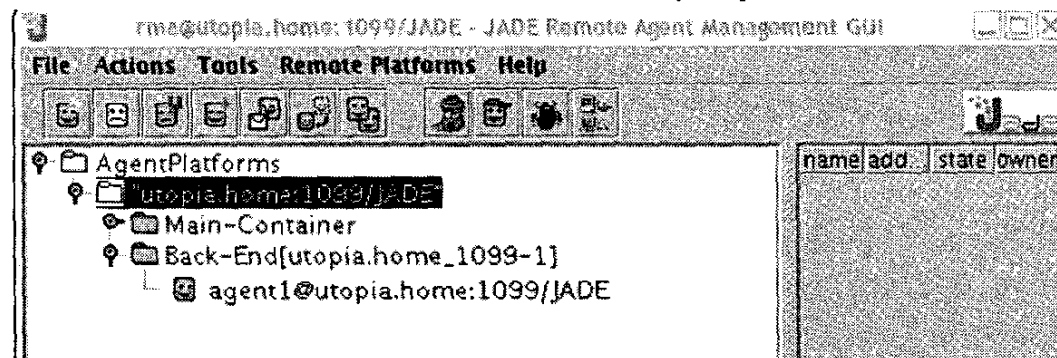 rma@utopia.home:1099/JADE - JADE Remote Agent Management GUI
File Actions Tools Remote Platforms Help
Jade
AgentPlatforms
"utopia.home:1099/JADE"
name add.. state owner
Main-Container
Back-End[utopia.home_1099-1]
agent1@utopia.home:1099/JADE